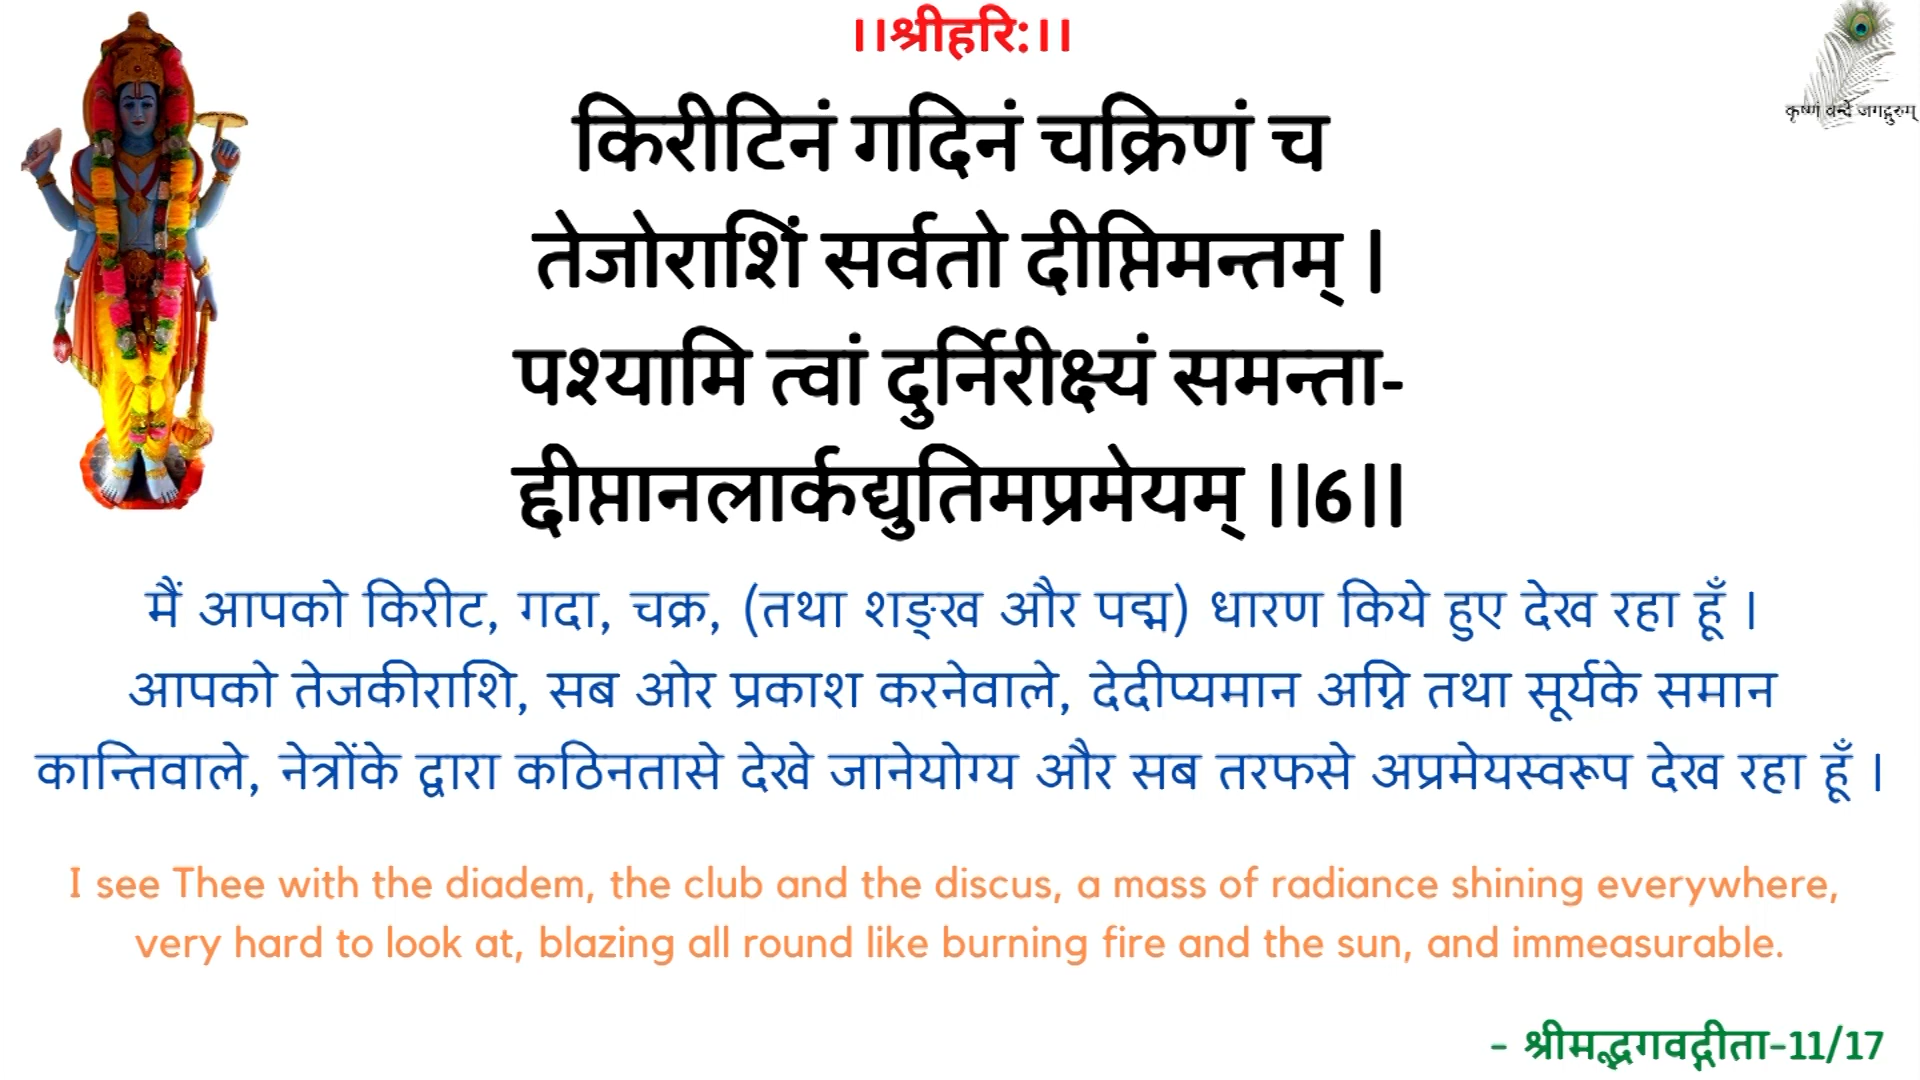 ।।श्रीहरि:।।
कृष्णं वन्दे जगद्गुरुम्
किरीटिनं गदिनं चक्रिणं च
तेजोराशिं सर्वतो दीप्तिमन्तम् |
पश्यामि त्वां दुर्निरीक्ष्यं समन्ता-
द्दीप्तानलार्कद्युतिमप्रमेयम् ||6||
मैं आपको किरीट, गदा, चक्र, (तथा शङ्ख और पद्म) धारण किये हुए देख रहा हूँ ।
आपको तेजकीराशि, सब ओर प्रकाश करनेवाले, देदीप्यमान अग्नि तथा सूर्यके समान
कान्तिवाले, नेत्रोंके द्वारा कठिनतासे देखे जानेयोग्य और सब तरफसे अप्रमेयस्वरूप देख रहा हूँ ।
I see Thee with the diadem, the club and the discus, a mass of radiance shining everywhere,
very hard to look at, blazing all round like burning fire and the sun, and immeasurable.
- श्रीमद्भगवद्गीता-11/17